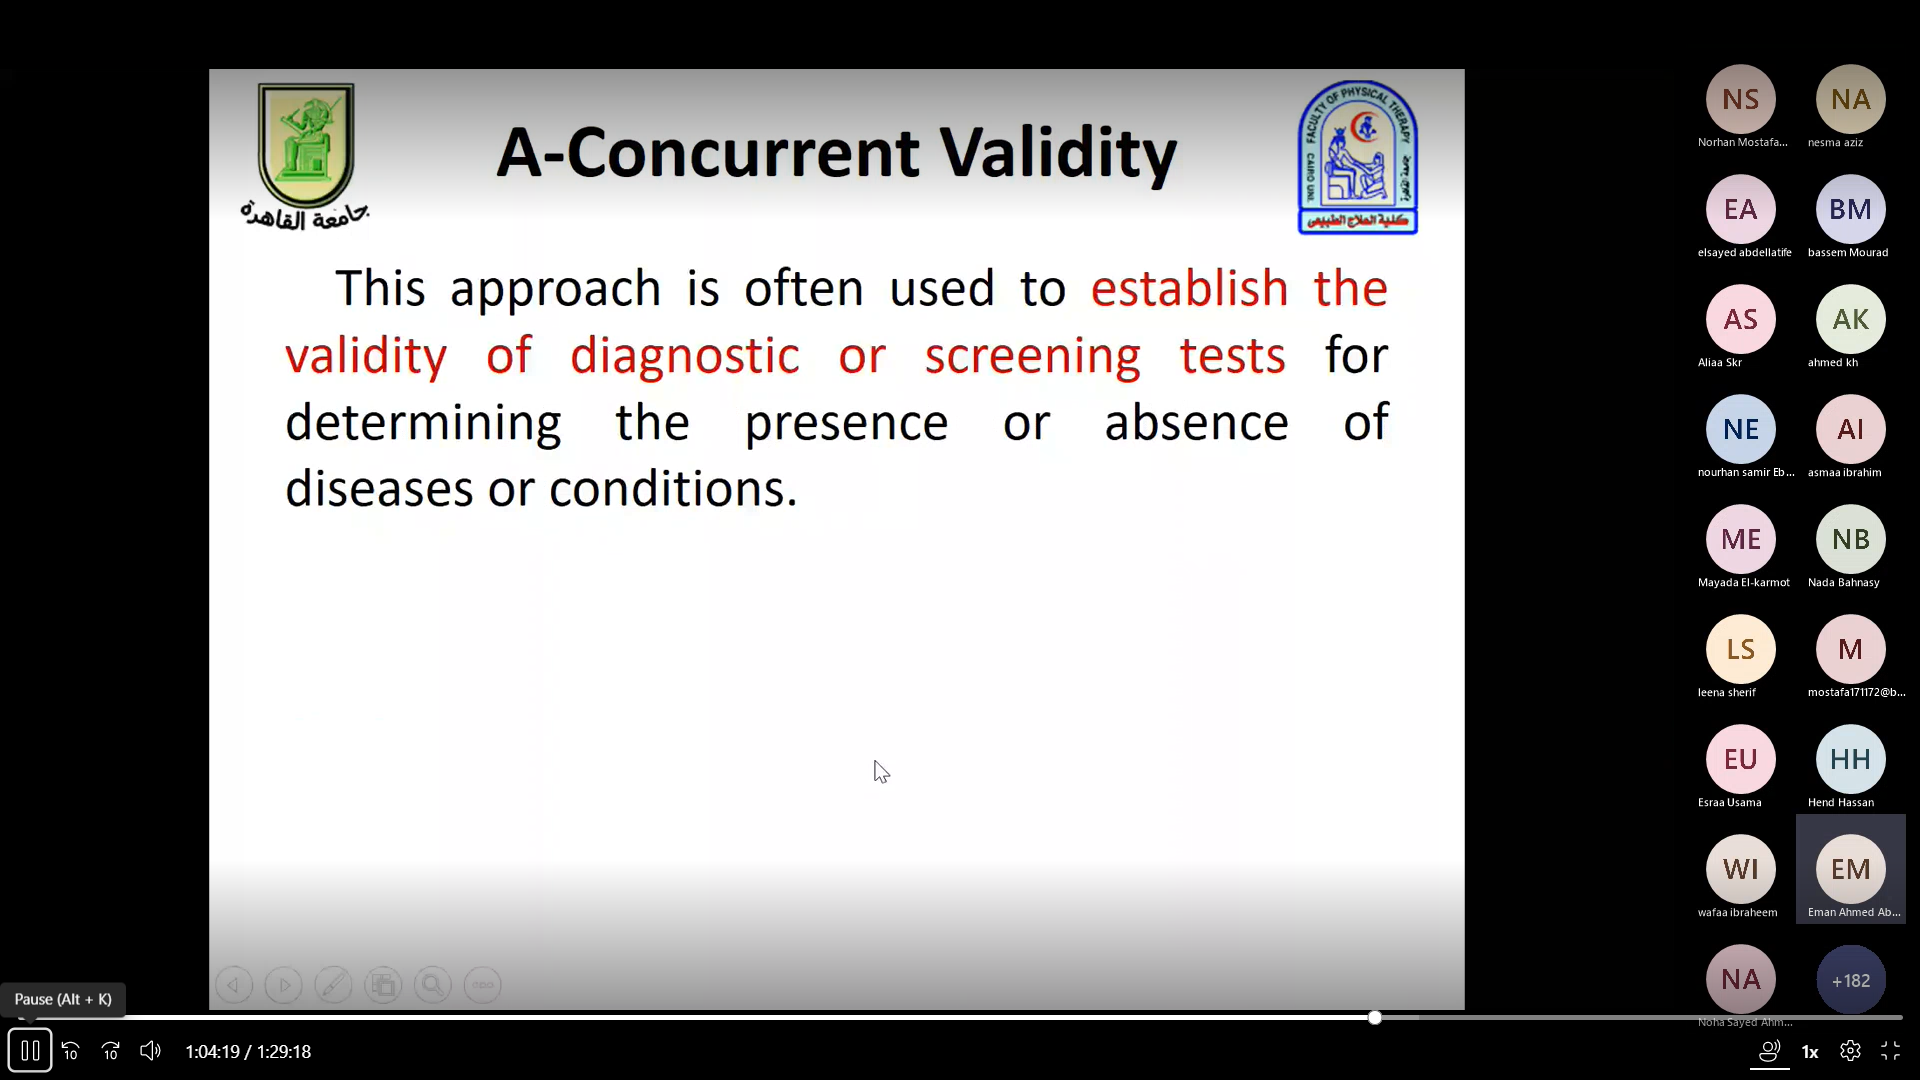 A-Concurrent Validity
جامعة القاهرة
FACULTY OF PHYSICAL THERAPY
CAIRO UNI.
كلية العلاج الطبيعى
This approach is often used to establish the
validity of diagnostic or screening tests for
determining the presence or absence of
diseases or conditions.
NS
NA
Norhan Mostafa...
nesma aziz
EA
BM
elsayed abdellatife
bassem Mourad
AS
AK
Aliaa Skr
ahmed kh
NE
AI
nourhan samir Eb...
asmaa ibrahim
ME
NB
Mayada El-karmot
Nada Bahnasy
LS
M
leena sherif
mostafa171172@b...
EU
HH
Esraa Usama
Hend Hassan
WI
EM
wafaa ibraheem
Eman Ahmed Ab...
NA
+182
Noha Sayed Ahm...
Pause (Alt + K)
10
10
1:04:19 / 1:29:18
1x